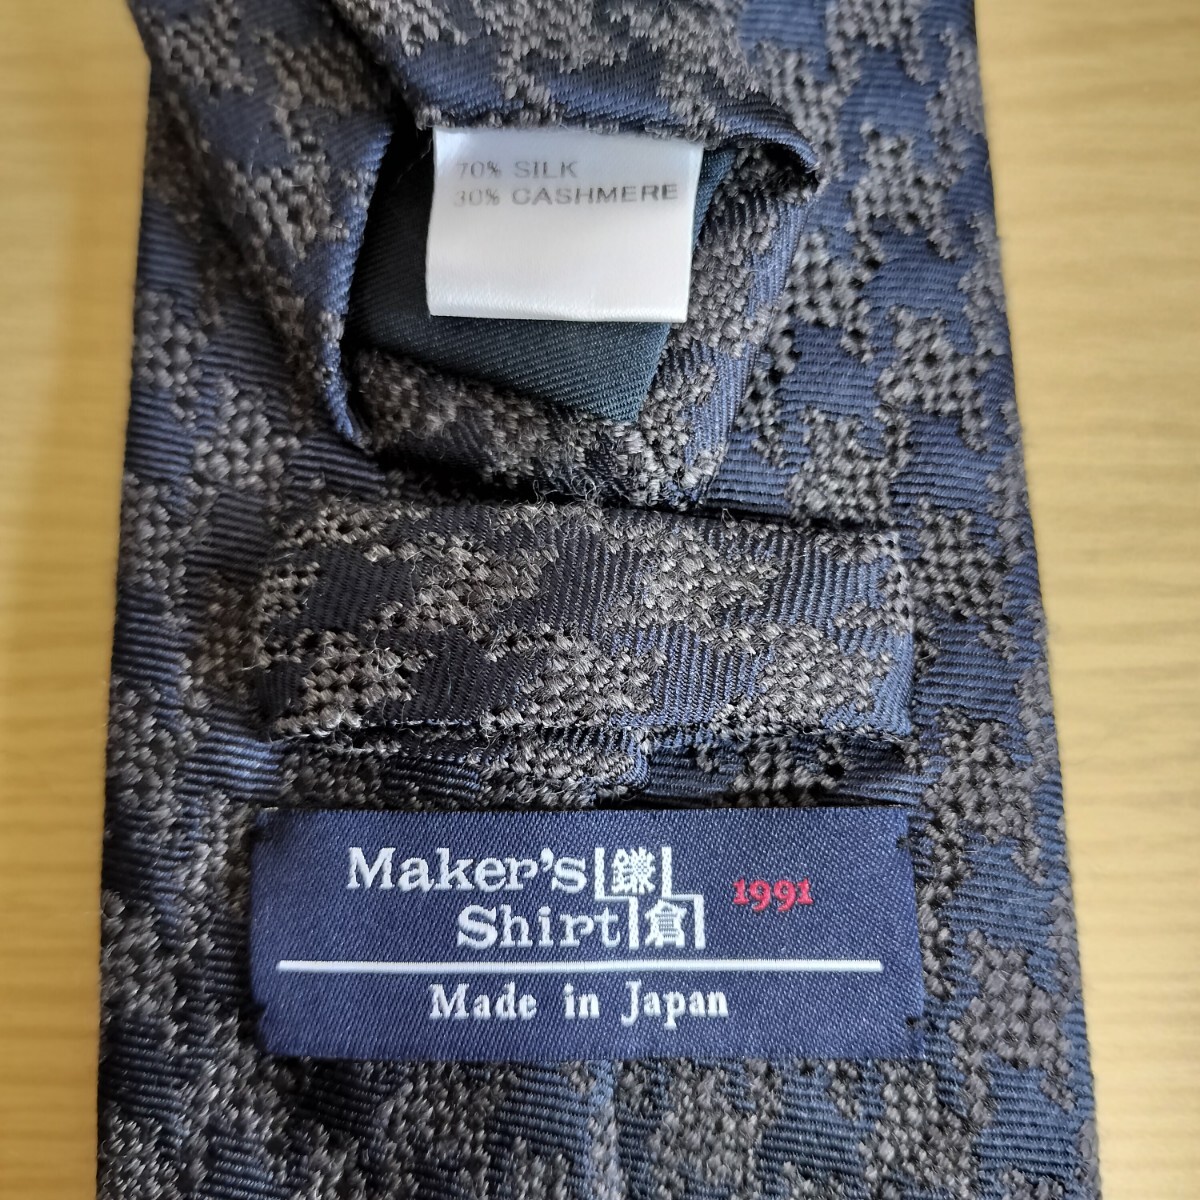 70% SILK
30% CASHMERE
Maker's 鎌 1991
Shirt 倉
Made in Japan